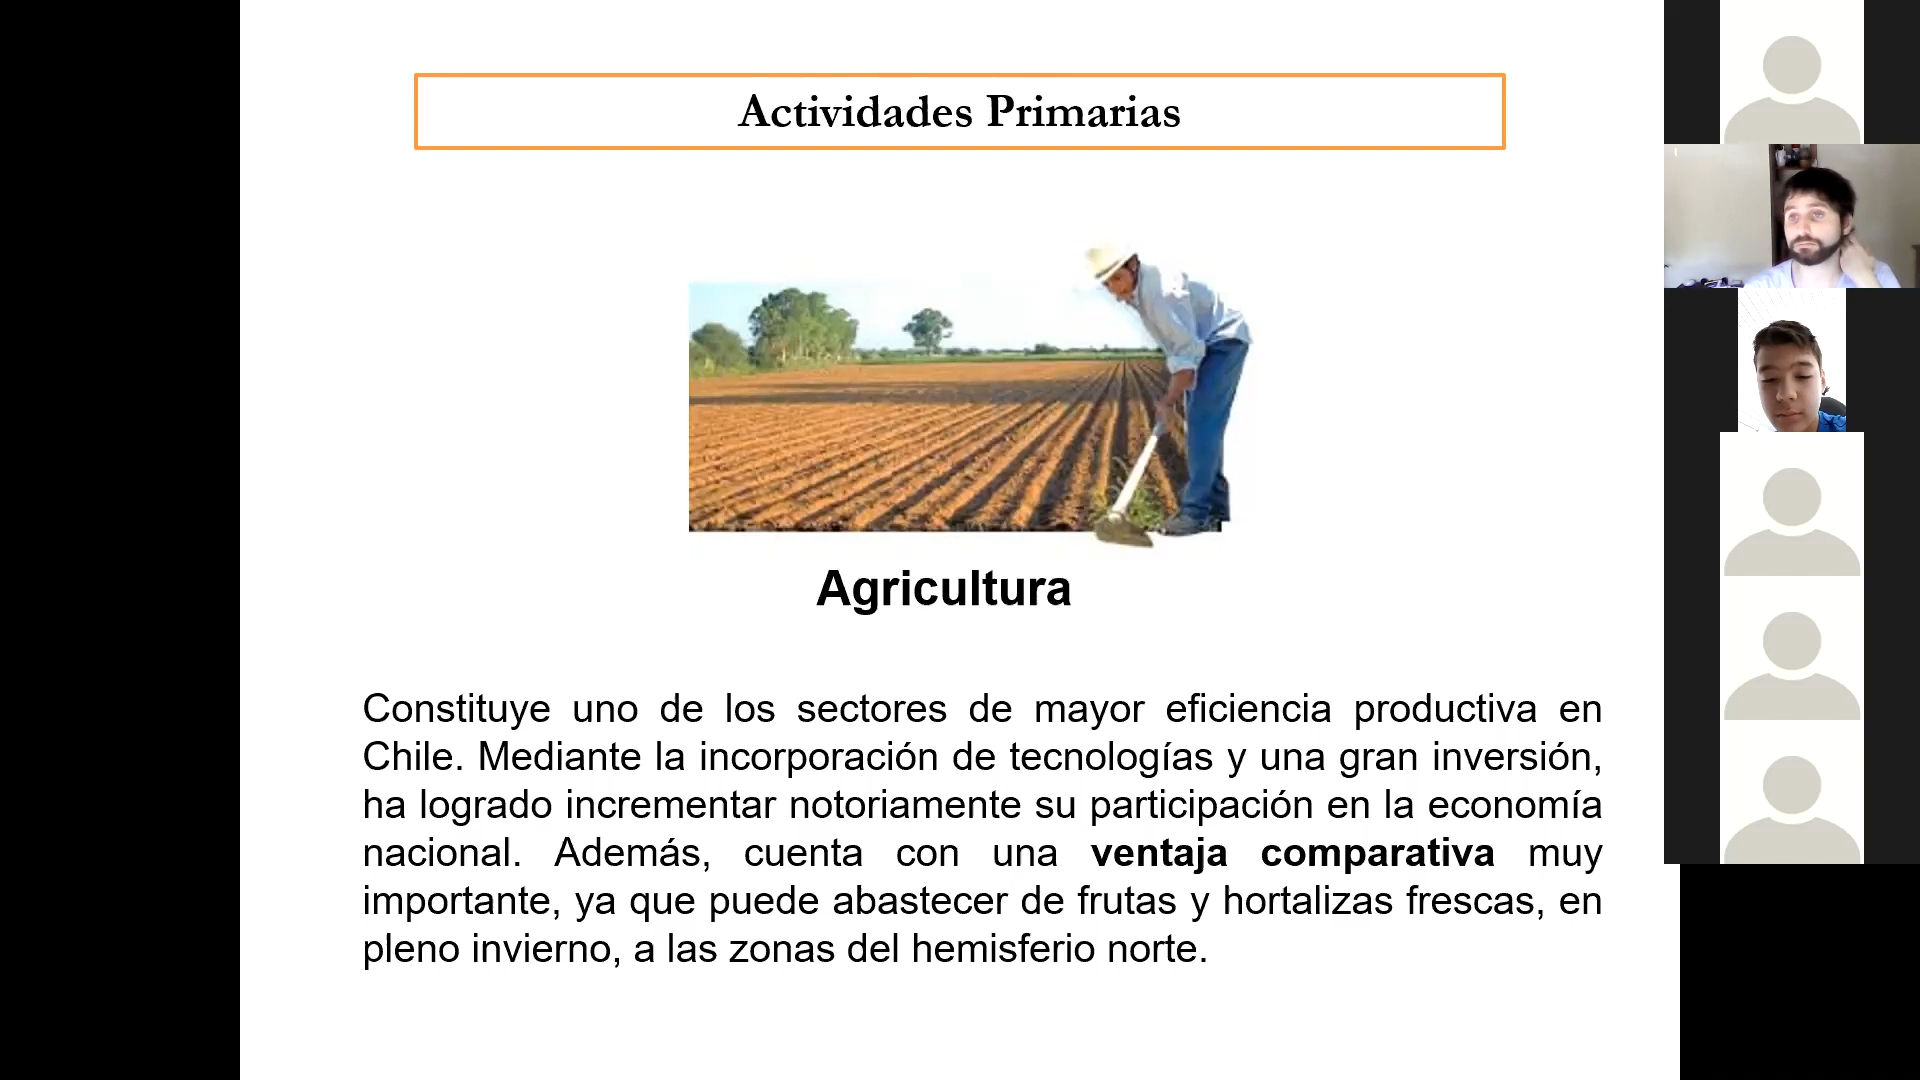 Actividades Primarias
Agricultura
Constituye uno de los sectores de mayor eficiencia productiva en
Chile. Mediante la incorporación de tecnologías y una gran inversión,
ha logrado incrementar notoriamente su participación en la economía
nacional. Además, cuenta con una ventaja comparativa muy
importante, ya que puede abastecer de frutas y hortalizas frescas, en
pleno invierno, a las zonas del hemisferio norte.